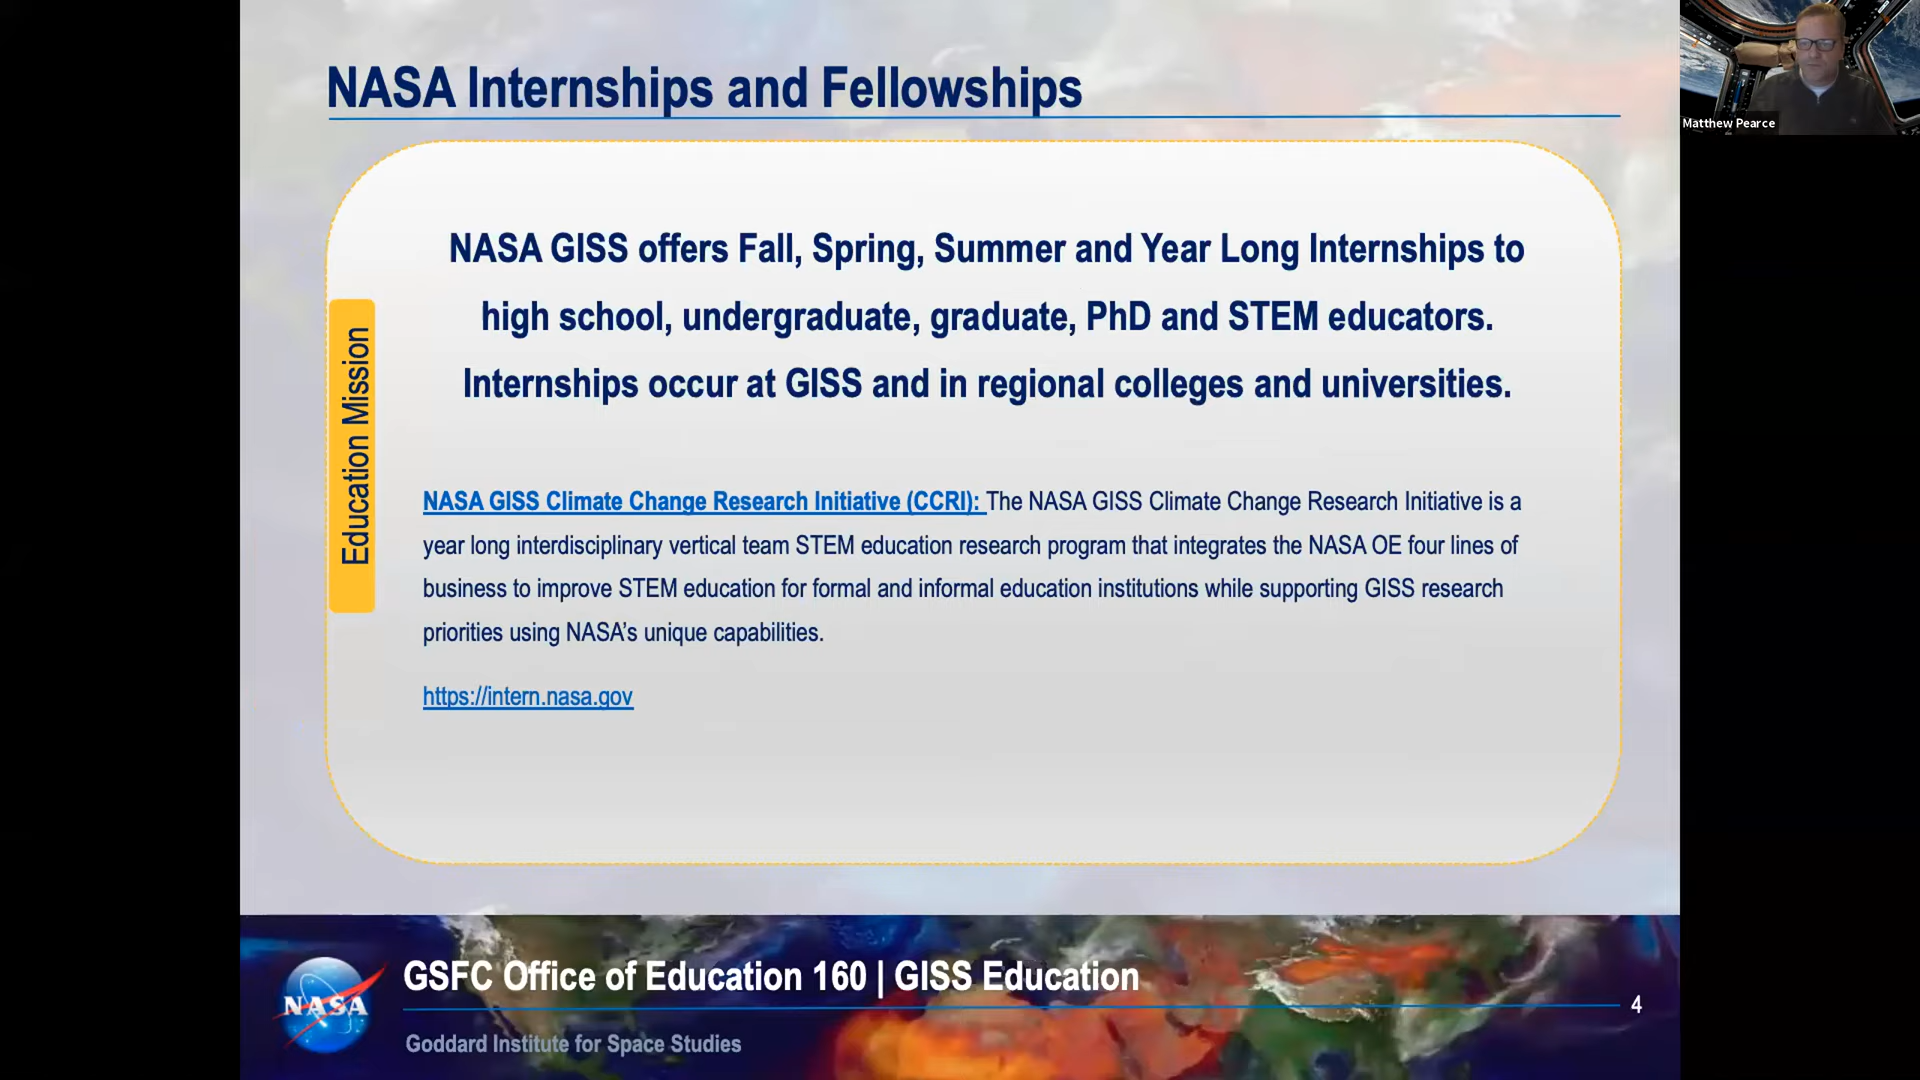 NASA Internships and Fellowships
Matthew Pearce
NASA GISS offers Fall, Spring, Summer and Year Long Internships to
high school, undergraduate, graduate, PhD and STEM educators.
Internships occur at GISS and in regional colleges and universities.
Education Mission
NASA GISS Climate Change Research Initiative (CCRI): The NASA GISS Climate Change Research Initiative is a
year long interdisciplinary vertical team STEM education research program that integrates the NASA OE four lines of
business to improve STEM education for formal and informal education institutions while supporting GISS research
priorities using NASA's unique capabilities.
https://intern.nasa.gov
NASA
GSFC Office of Education 160 | GISS Education
4
Goddard Institute for Space Studies